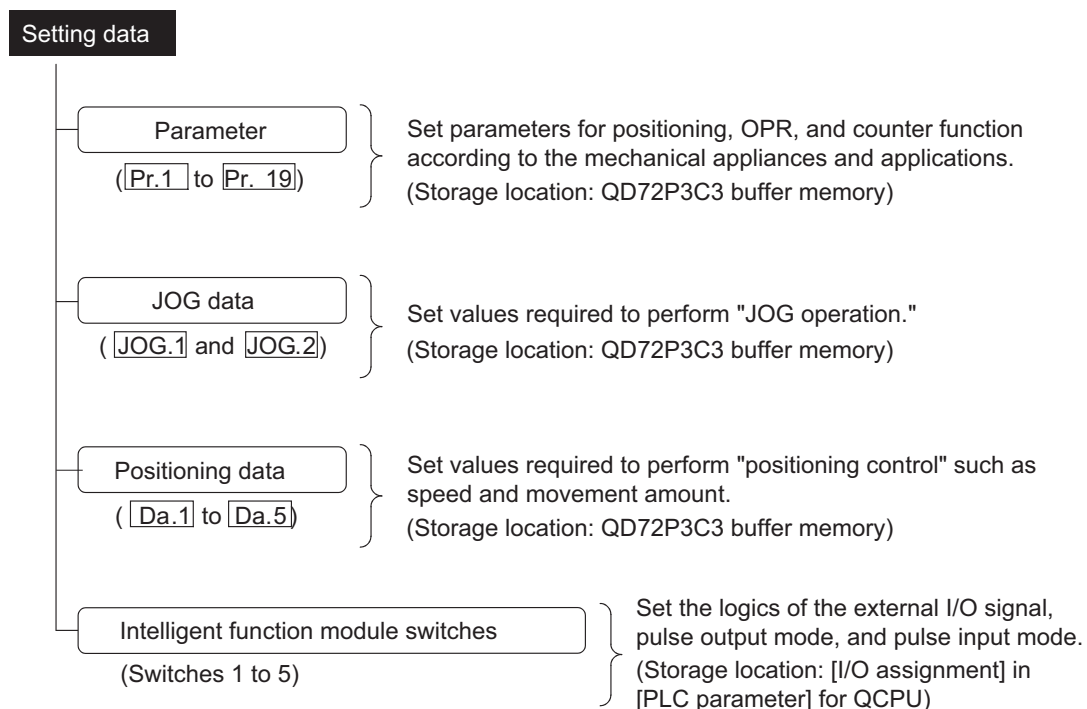 Setting data
Parameter
(Pr.1 to Pr. 19)
Set parameters for positioning, OPR, and counter function
according to the mechanical appliances and applications.
(Storage location: QD72P3C3 buffer memory)
JOG data
( JOG.1 and JOG.2)
Set values required to perform "JOG operation."
(Storage location: QD72P3C3 buffer memory)
Positioning data
( Da.1 to Da.5)
Set values required to perform "positioning control" such as
speed and movement amount.
(Storage location: QD72P3C3 buffer memory)
Intelligent function module switches
(Switches 1 to 5)
Set the logics of the external I/O signal,
pulse output mode, and pulse input mode.
(Storage location: [I/O assignment] in
[PLC parameter] for QCPU)